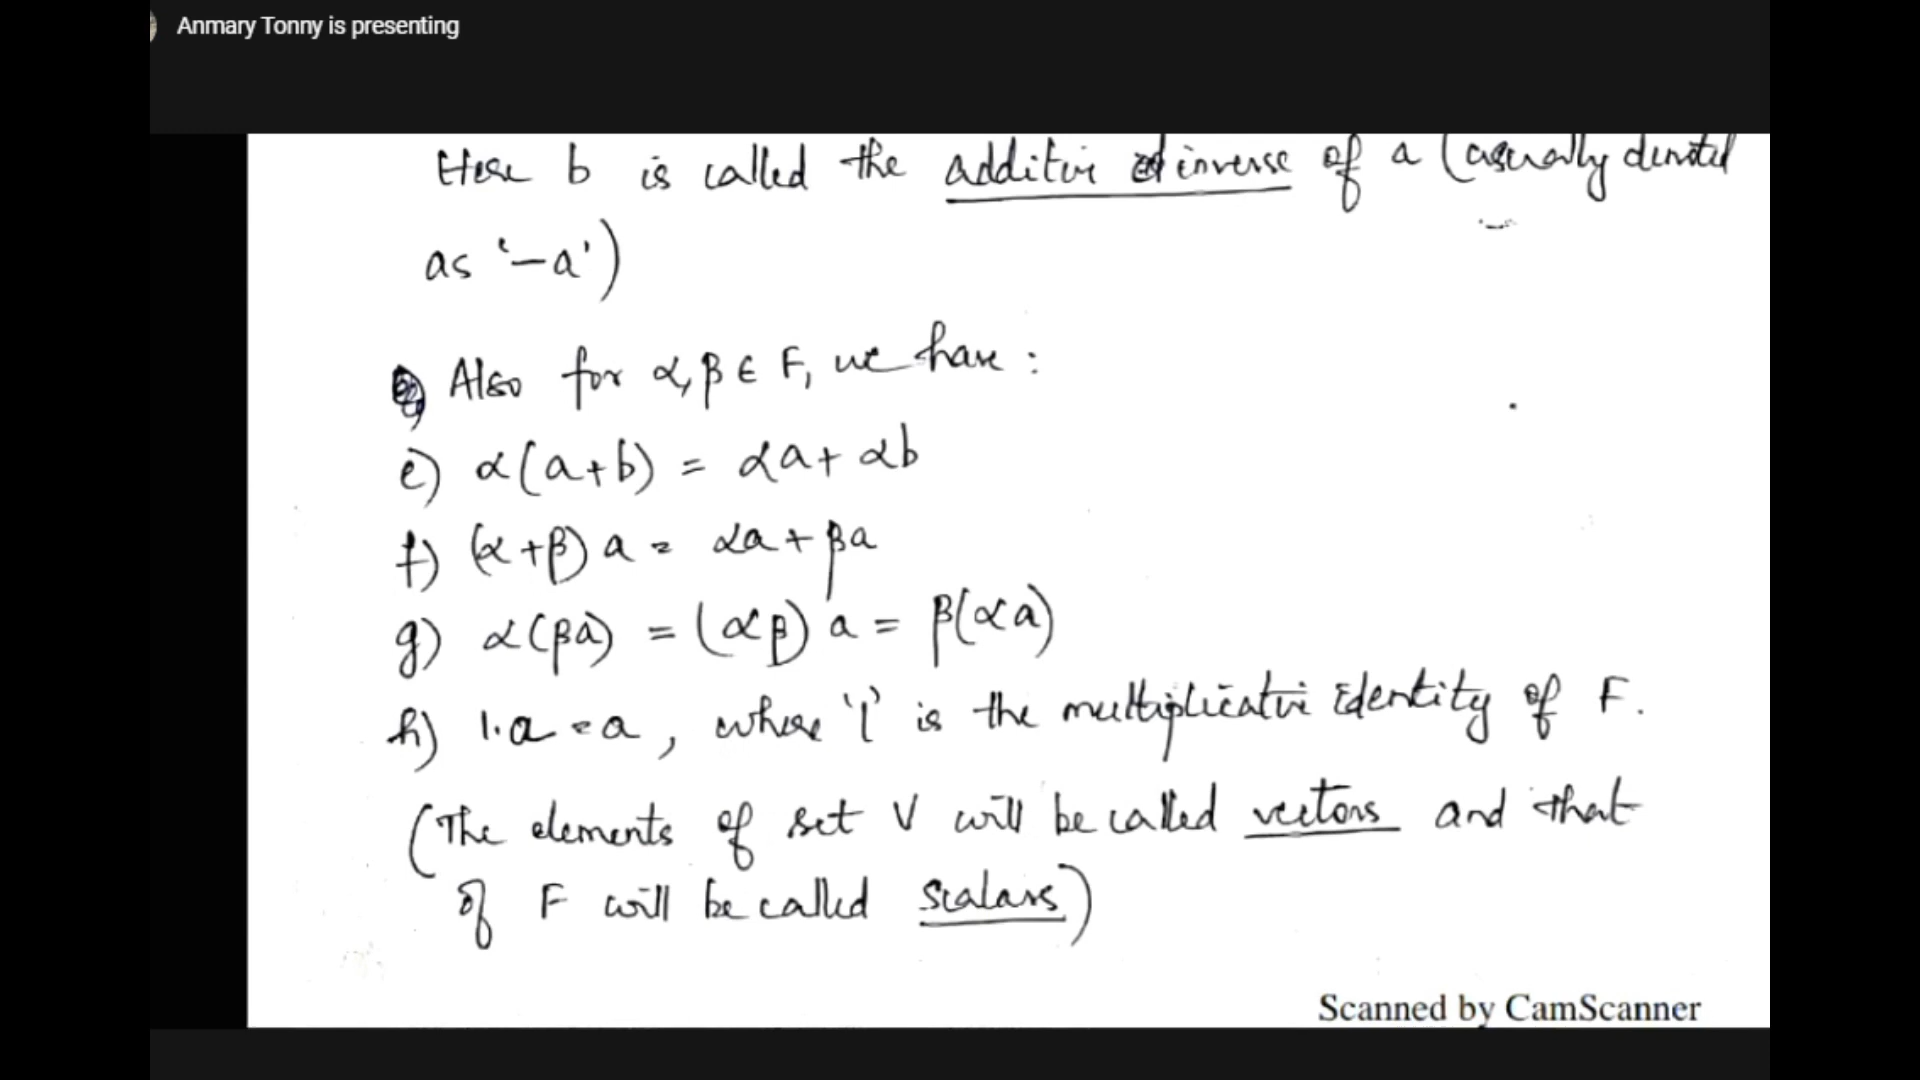 Anmary Tonny is presenting
Here b is called the additive inverse of a (usually denoted
as '-a')
Also for α, β ∈ F, we have :
e) α(a+b) = αa + αb
f) (α+β) a = αa + βa
g) α(βa) = (αβ) a = β(αa)
h) 1.a = a, where '1' is the multiplicative identity of F.
(The elements of set V will be called vectors and that
of F will be called scalars)
Scanned by CamScanner